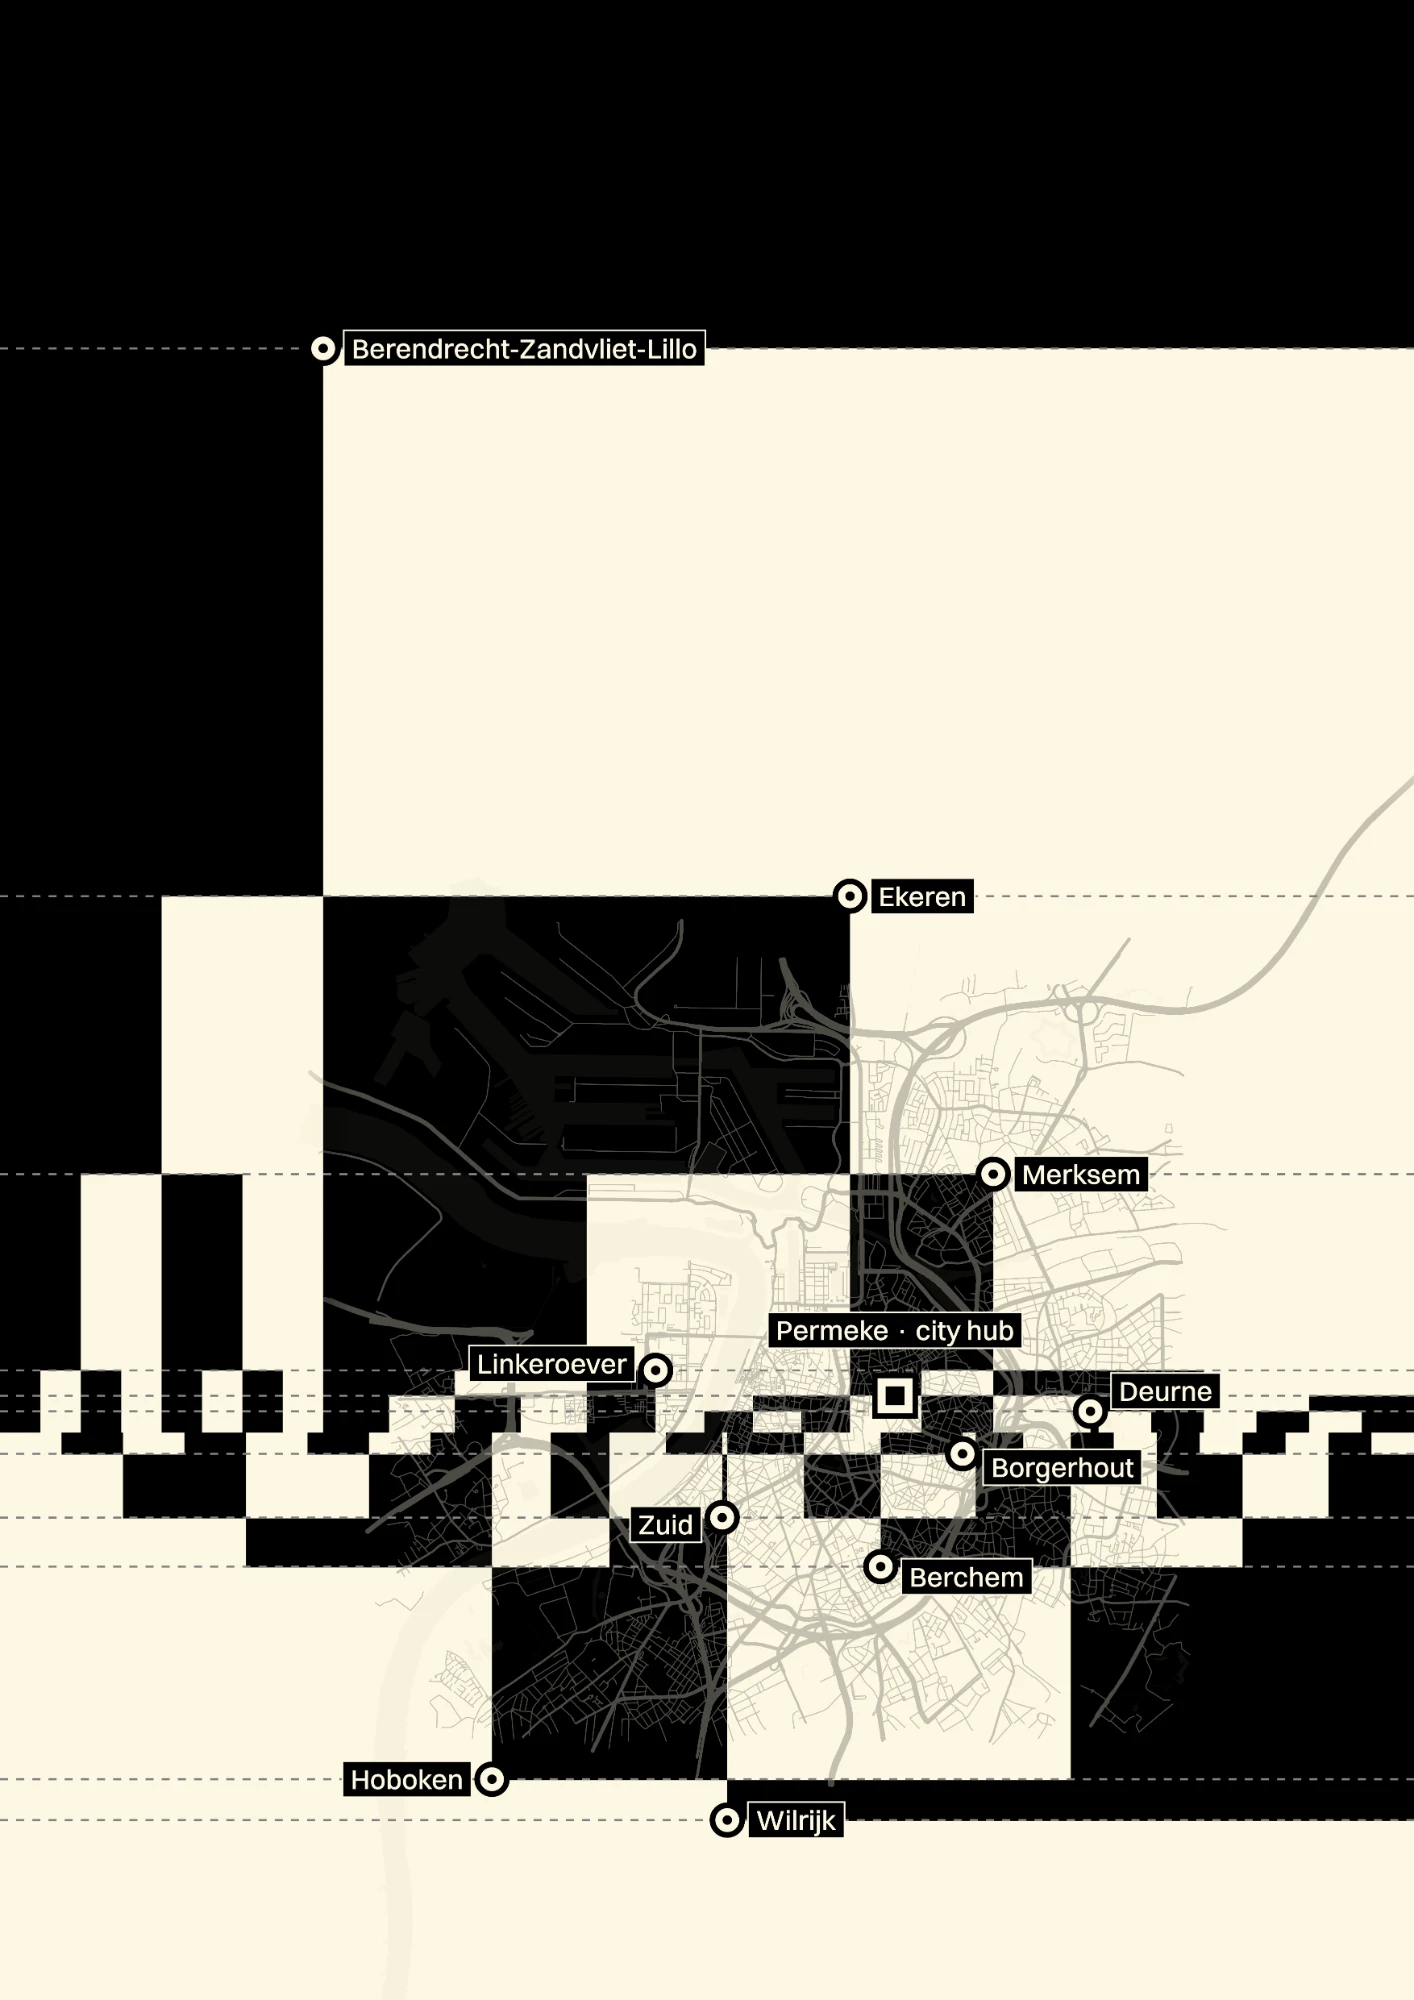 Berendrecht-Zandvliet-Lillo
Ekeren
Merksem
Permeke · city hub
Linkeroever
Deurne
Borgerhout
Zuid
Berchem
Hoboken
Wilrijk